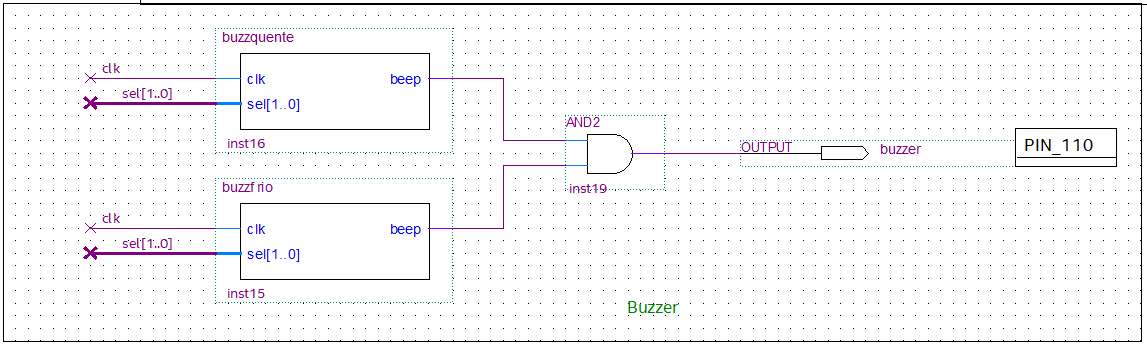 buzzquente
clk
clk
beep
sel[1..0]
sel[1..0]
inst16
AND2
OUTPUT
buzzer
PIN_110
inst19
buzzfrio
clk
clk
beep
sel[1..0]
sel[1..0]
inst15
Buzzer